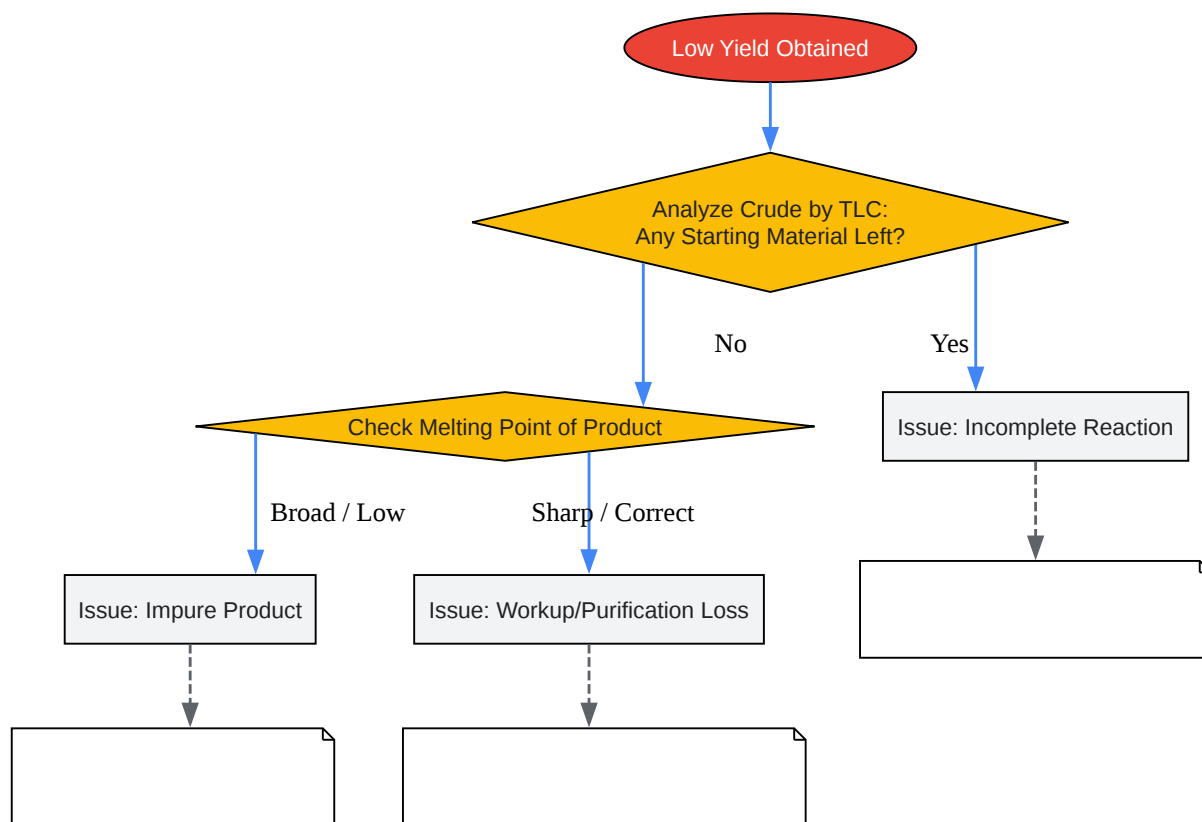 Low Yield Obtained
Analyze Crude by TLC:
Any Starting Material Left?
No
Yes
Check Melting Point of Product
Issue: Incomplete Reaction
Broad / Low
Sharp / Correct
Issue: Impure Product
Issue: Workup/Purification Loss